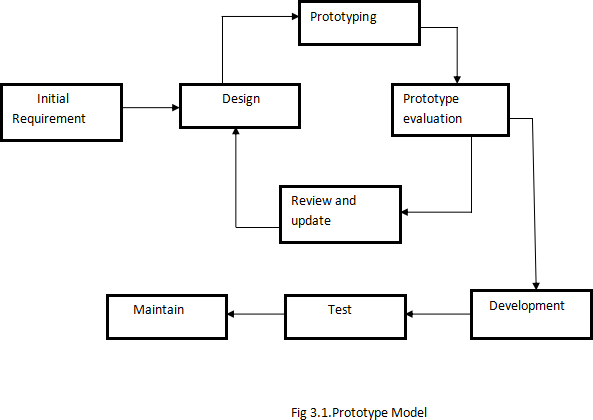 Prototyping
Initial
Requirement
Design
Prototype
evaluation
Review and
update
Maintain
Test
Development
Fig 3.1.Prototype Model